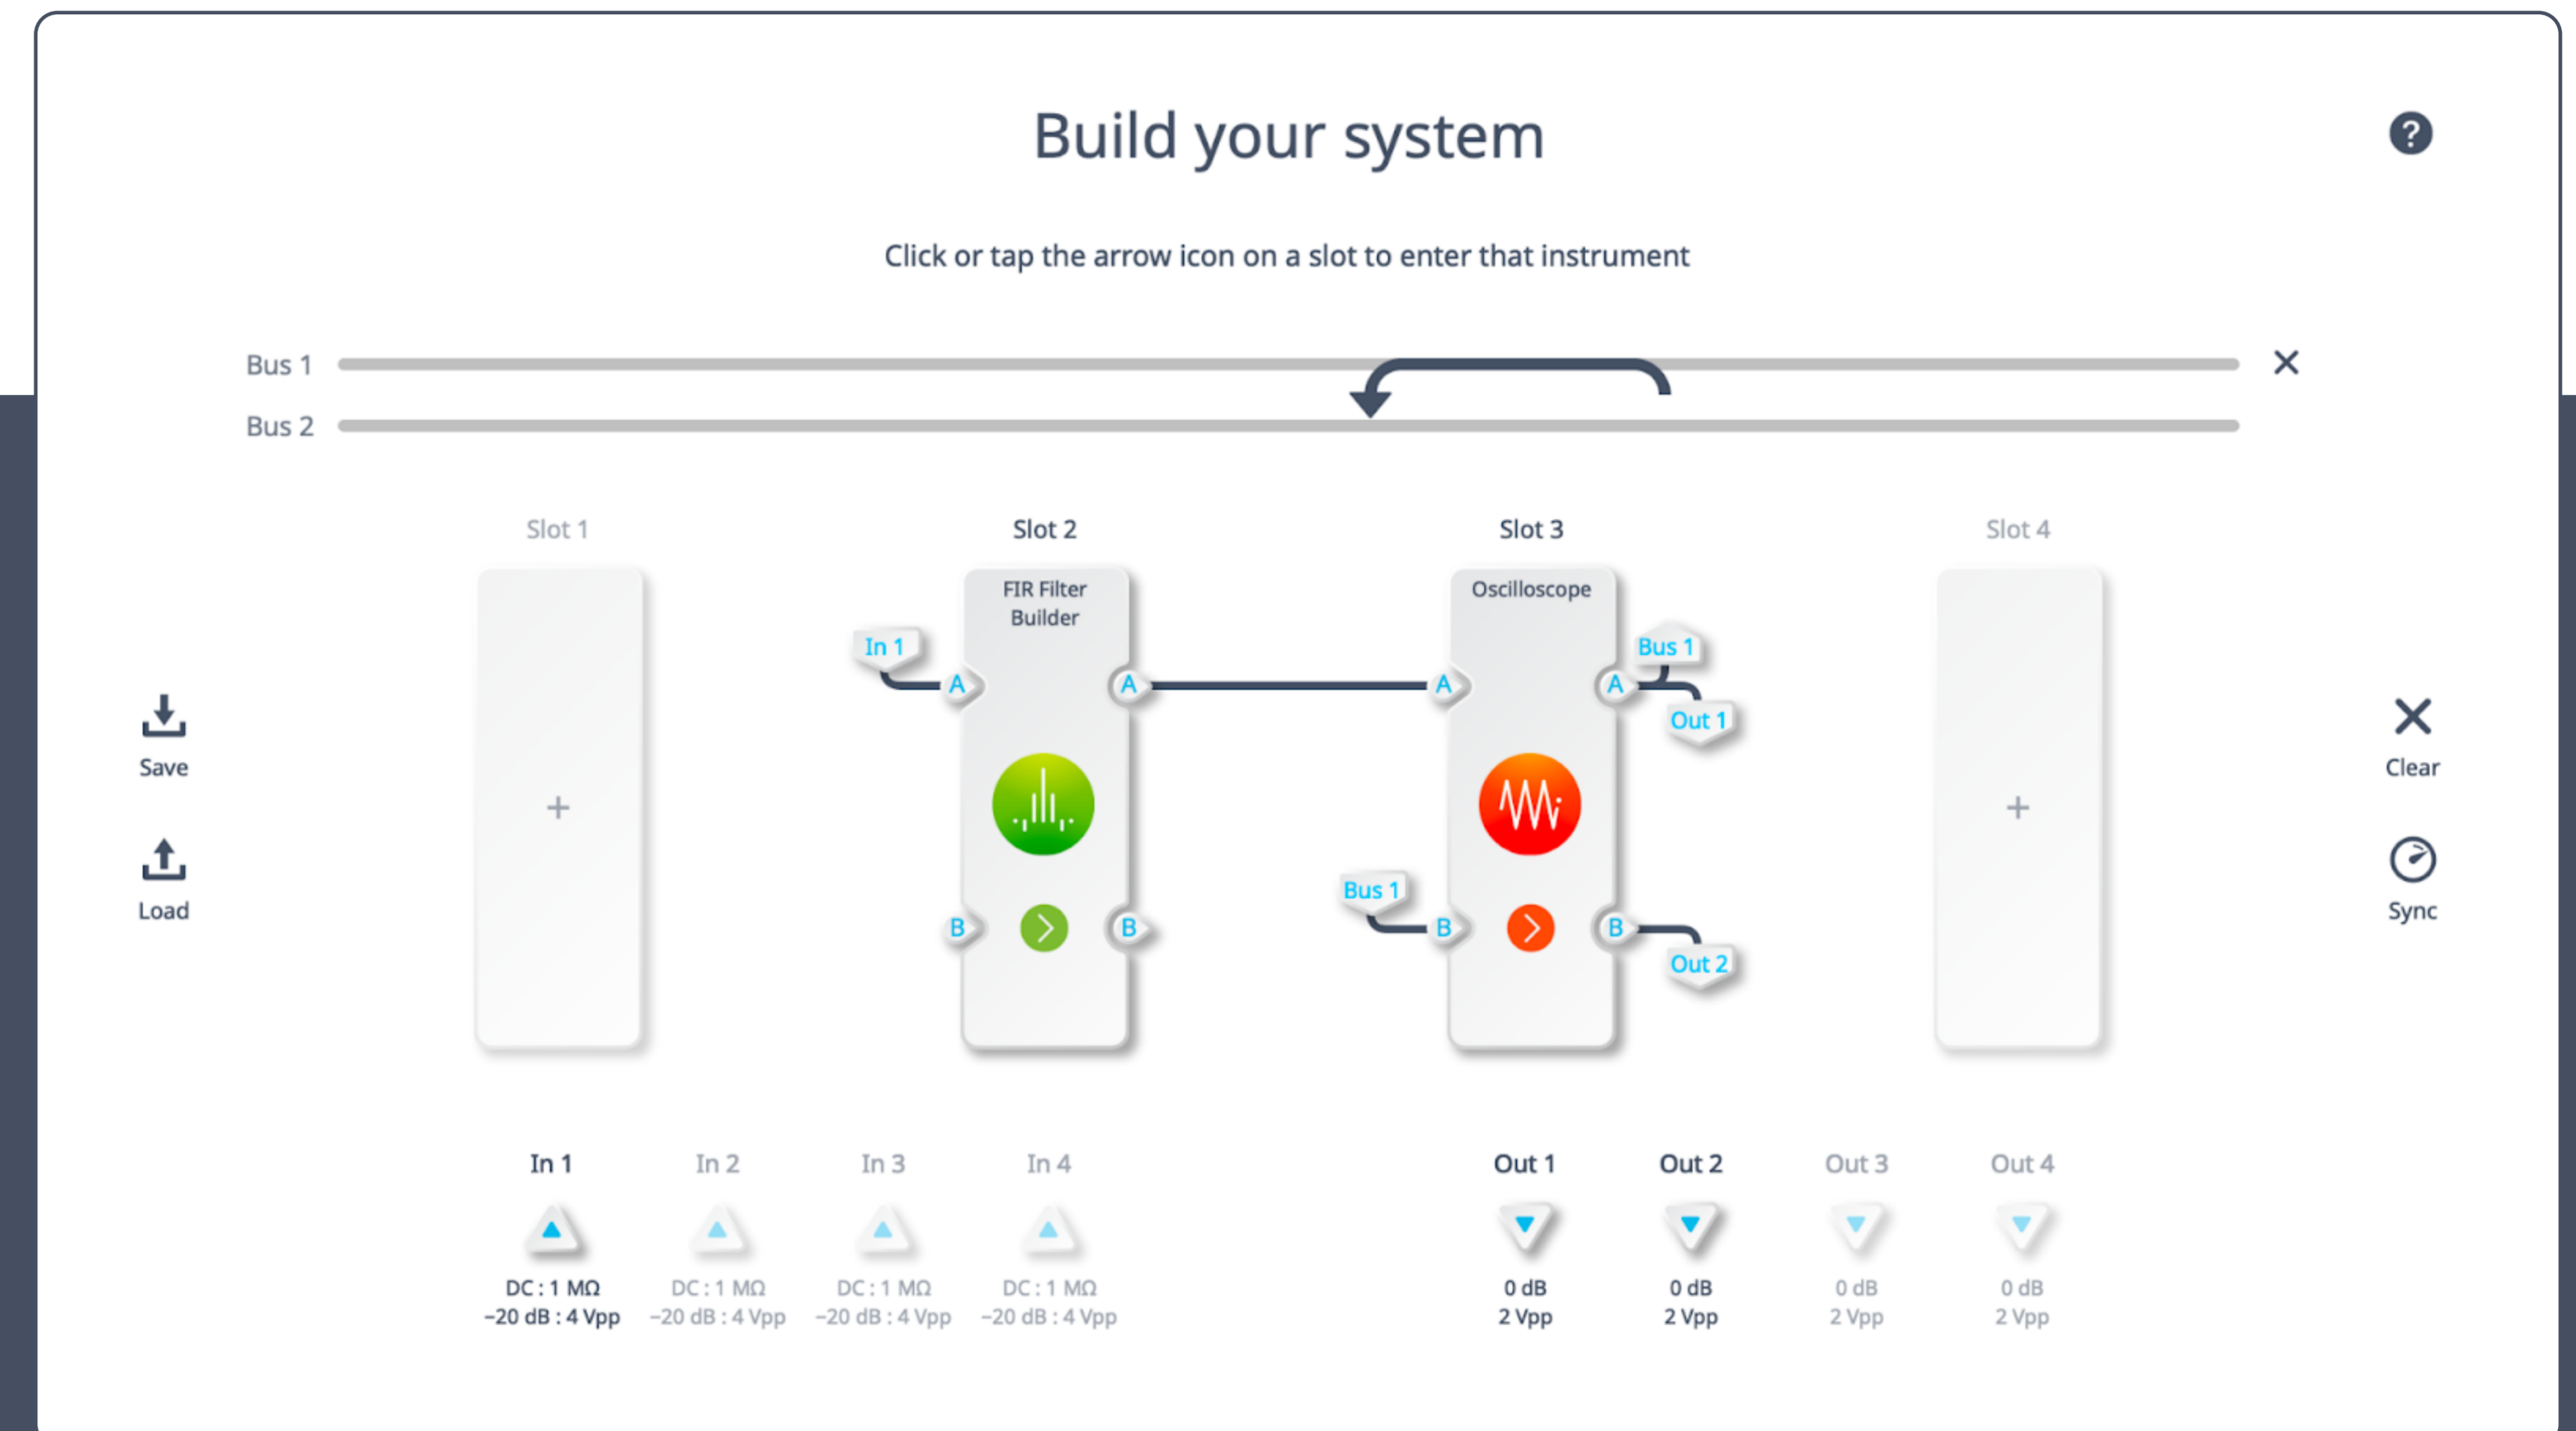 Build your system
?
Click or tap the arrow icon on a slot to enter that instrument
Bus 1
Bus 2
Slot 1
Slot 2
Slot 3
Slot 4
FIR Filter
Builder
Oscilloscope
In 1
Bus 1
A
A
A
A
Out 1
Save
Clear
+
+
Bus 1
B
B
B
B
Load
Sync
Out 2
In 1
In 2
In 3
In 4
Out 1
Out 2
Out 3
Out 4
DC : 1 MΩ
−20 dB : 4 Vpp
DC : 1 MΩ
−20 dB : 4 Vpp
DC : 1 MΩ
−20 dB : 4 Vpp
DC : 1 MΩ
−20 dB : 4 Vpp
0 dB
2 Vpp
0 dB
2 Vpp
0 dB
2 Vpp
0 dB
2 Vpp